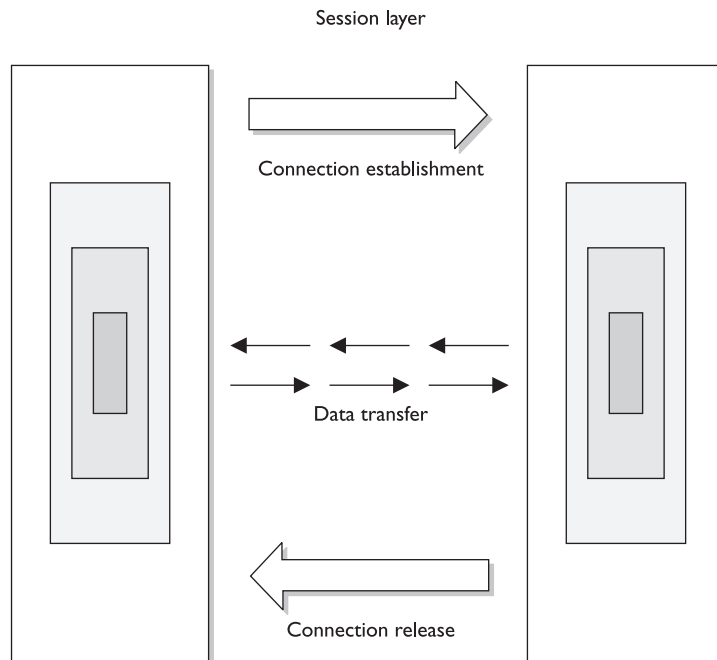 Session layer
Connection establishment
Data transfer
Connection release